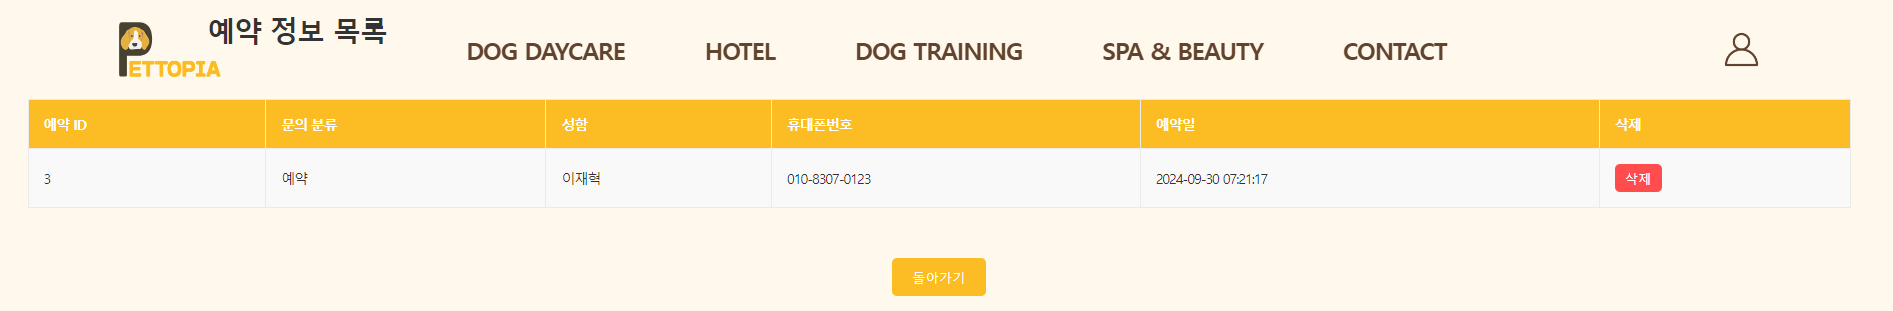 예약 정보 목록
PETTOPIA
DOG DAYCARE HOTEL DOG TRAINING SPA & BEAUTY CONTACT
예약 ID 문의 분류 성함 휴대폰번호 예약일 삭제
3 예약 이재혁 010-8307-0123 2024-09-30 07:21:17 삭제
돌아가기